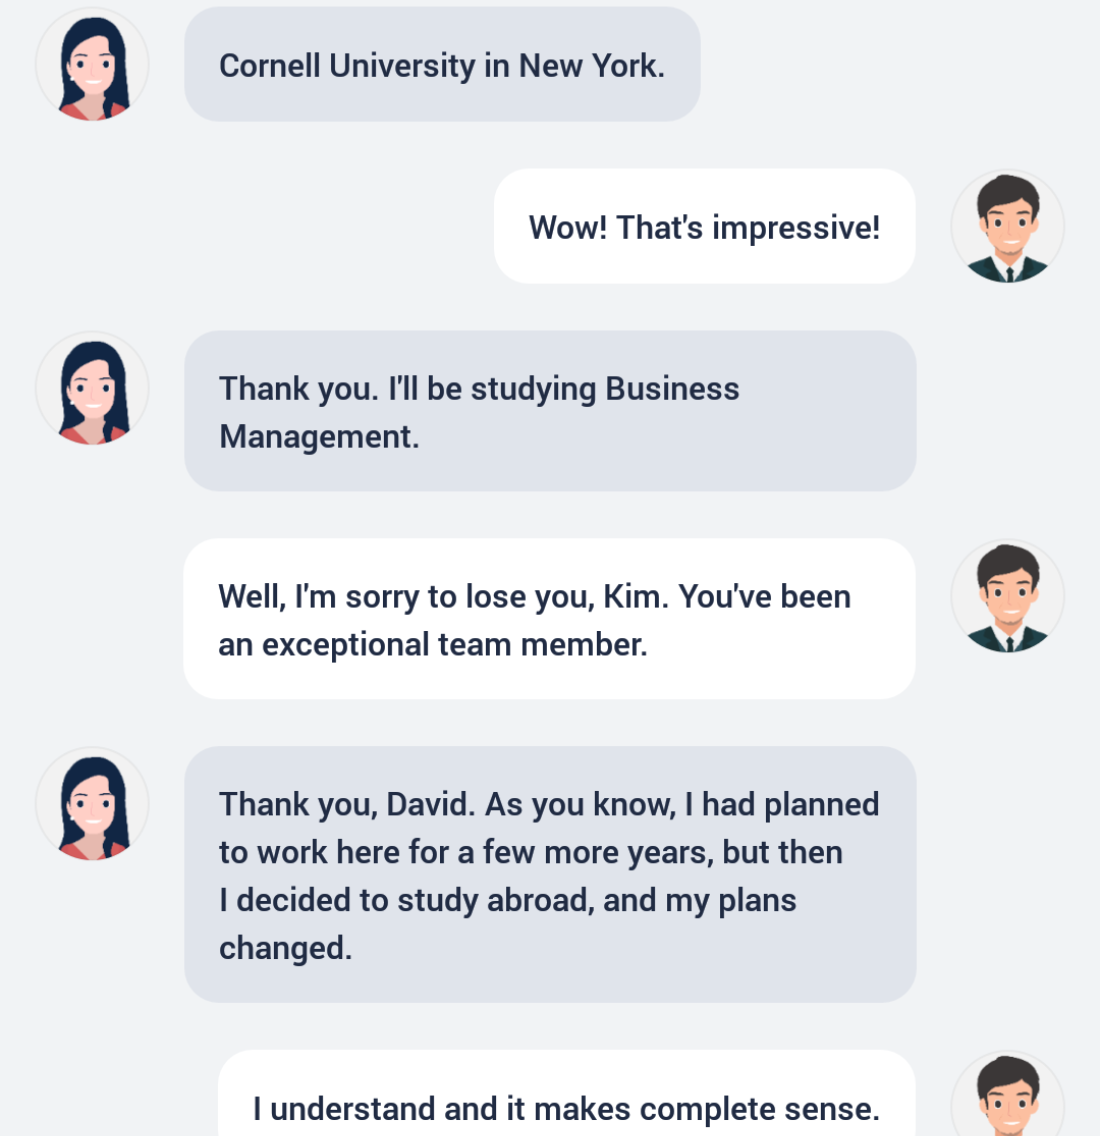 Cornell University in New York.
Wow! That's impressive!
Thank you. I'll be studying Business
Management.
Well, I'm sorry to lose you, Kim. You've been
an exceptional team member.
Thank you, David. As you know, I had planned
to work here for a few more years, but then
I decided to study abroad, and my plans
changed.
I understand and it makes complete sense.